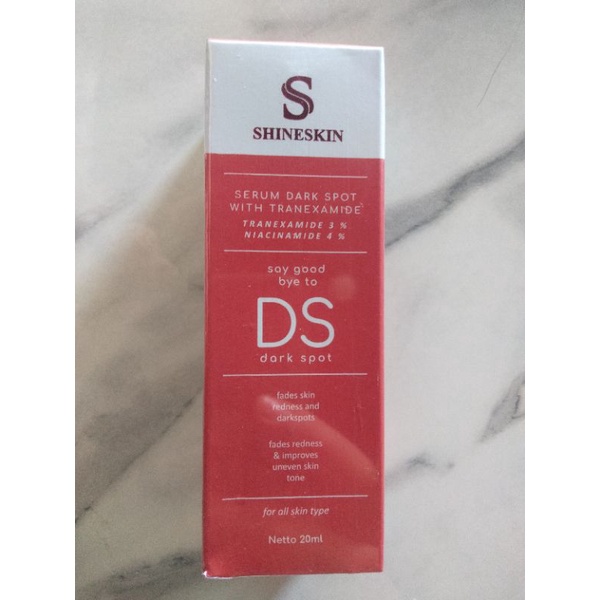 S
SHINESKIN
SERUM DARK SPOT
WITH TRANEXAMIDE
TRANEXAMIDE 3 %
NIACINAMIDE 4 %
say good
bye to
DS
dark spot
fades skin
redness and
darkspots
fades redness
& improves
uneven skin
tone
for all skin type
Netto 20ml